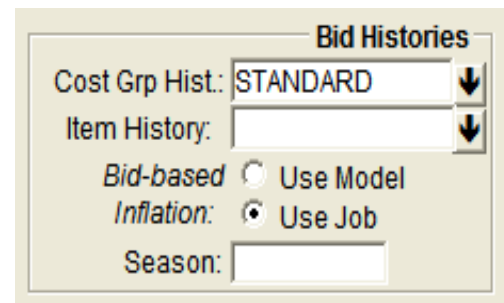 Bid Histories
Cost Grp Hist.: STANDARD
Item History:
Bid-based Use Model
Inflation: Use Job
Season: